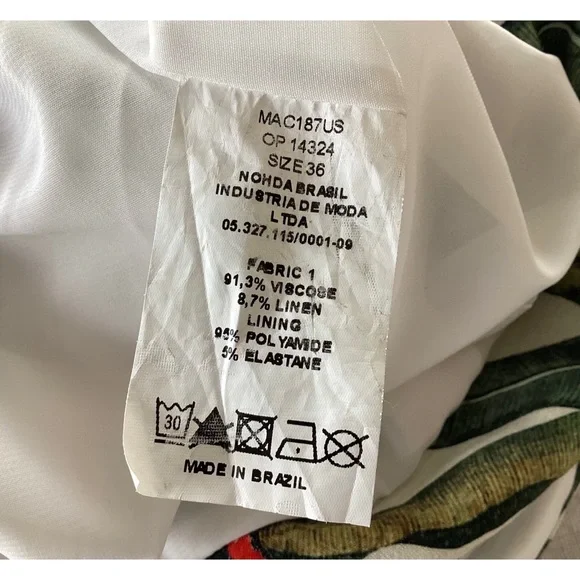 MAC187US
OP 14324
SIZE 36
NOHDA BRASIL
INDUSTRIA DE MODA
LTDA
05.327.115/0001-09
FABRIC 1
91,3% VISCOSE
8,7% LINEN
LINING
95% POLYAMIDE
5% ELASTANE
30
MADE IN BRAZIL